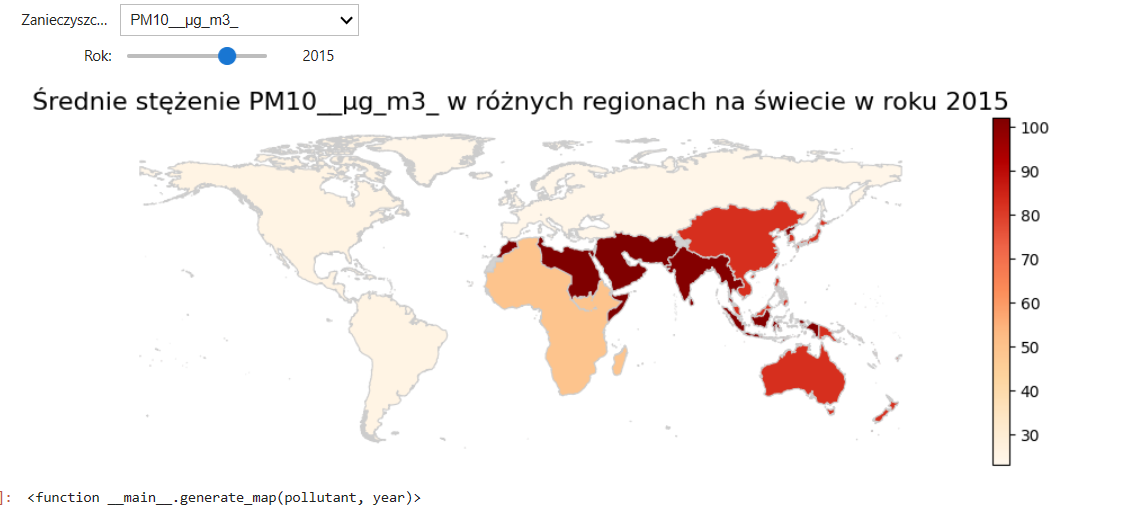 Zanieczyszc... PM10__µg_m3_
Rok: 2015
Średnie stężenie PM10__µg_m3_ w różnych regionach na świecie w roku 2015
100
90
80
70
60
50
40
30
]: <function __main__.generate_map(pollutant, year)>